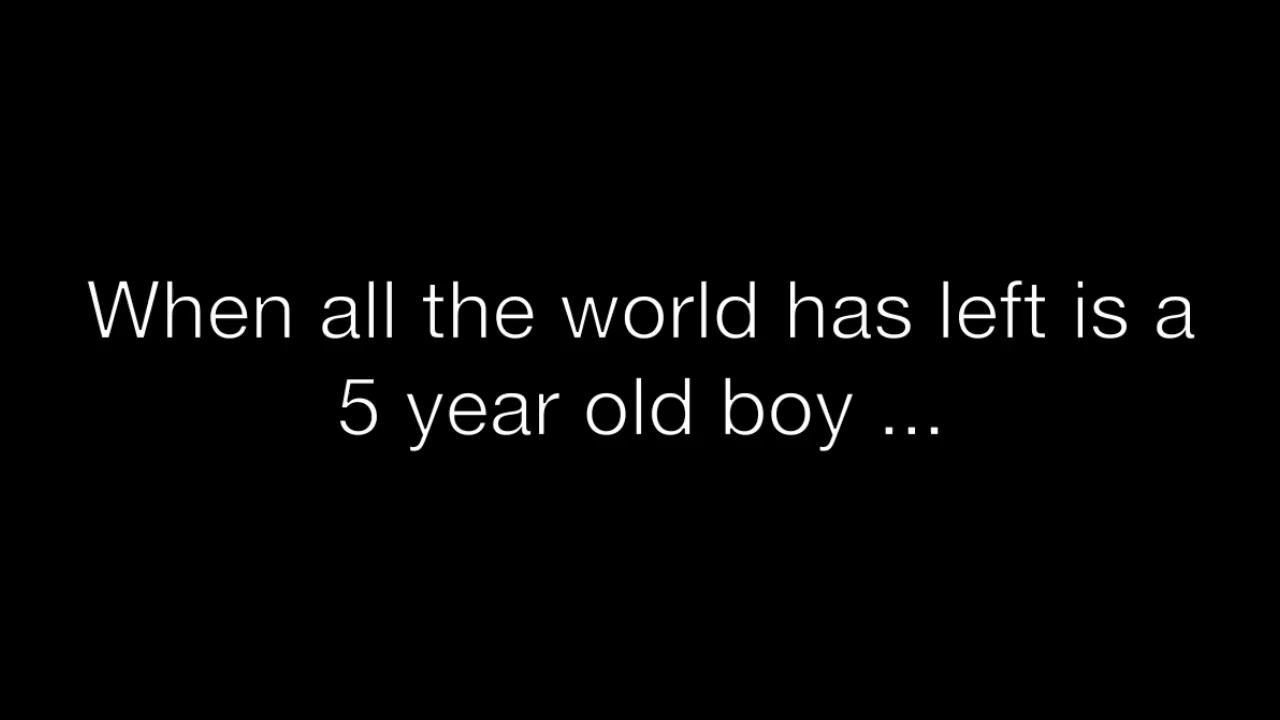 When all the world has left is a
5 year old boy ...